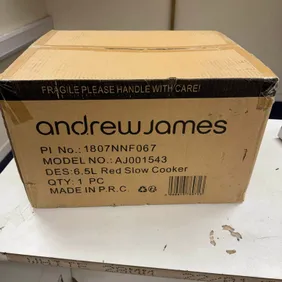 FRAGILE PLEASE HANDLE WITH CARE!
andrewjames
PI No.: 1807NNF067
MODEL NO.: AJ001543
DES:6.5L Red Slow Cooker
QTY: 1 PC
MADE IN P.R.C.